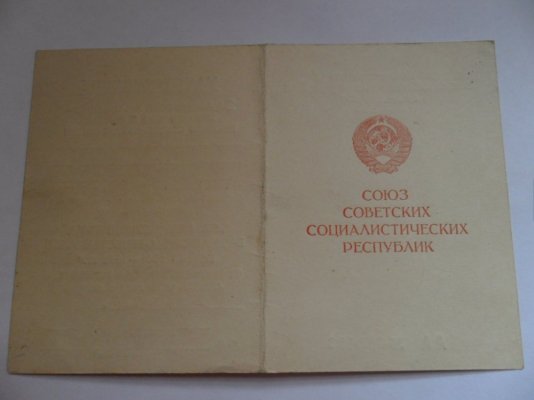 СОЮЗ
СОВЕТСКИХ
СОЦИАЛИСТИЧЕСКИХ
РЕСПУБЛИК